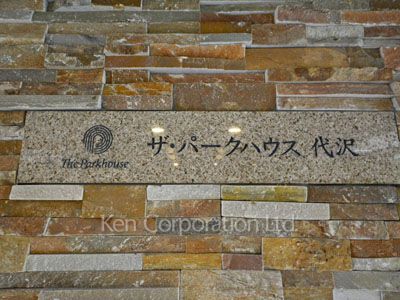 The Parkhouse
ザ・パークハウス 代沢
Ken Corporation Ltd.